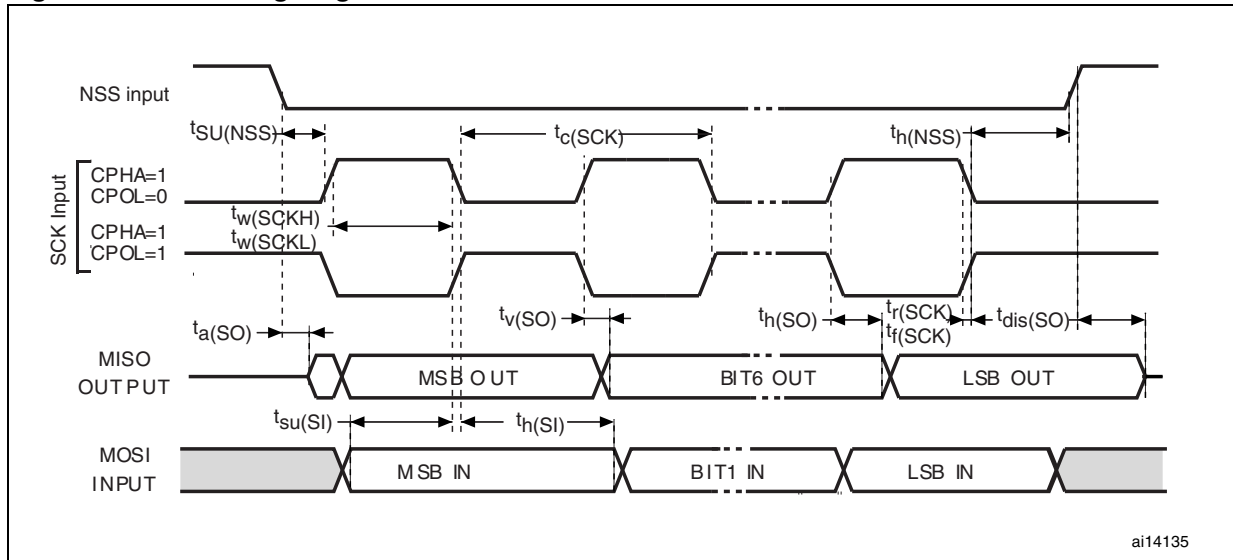 NSS input
tSU(NSS)
tc(SCK)
th(NSS)
SCK Input
CPHA=1
CPOL=0
tw(SCKH)
tw(SCKL)
CPHA=1
CPOL=1
ta(SO)
tv(SO)
th(SO)
tr(SCK)
tf(SCK)
tdis(SO)
MISO
OUTPUT
MSB OUT
BIT6 OUT
LSB OUT
tsu(SI)
th(SI)
MOSI
INPUT
MSB IN
BIT1 IN
LSB IN
ai14135